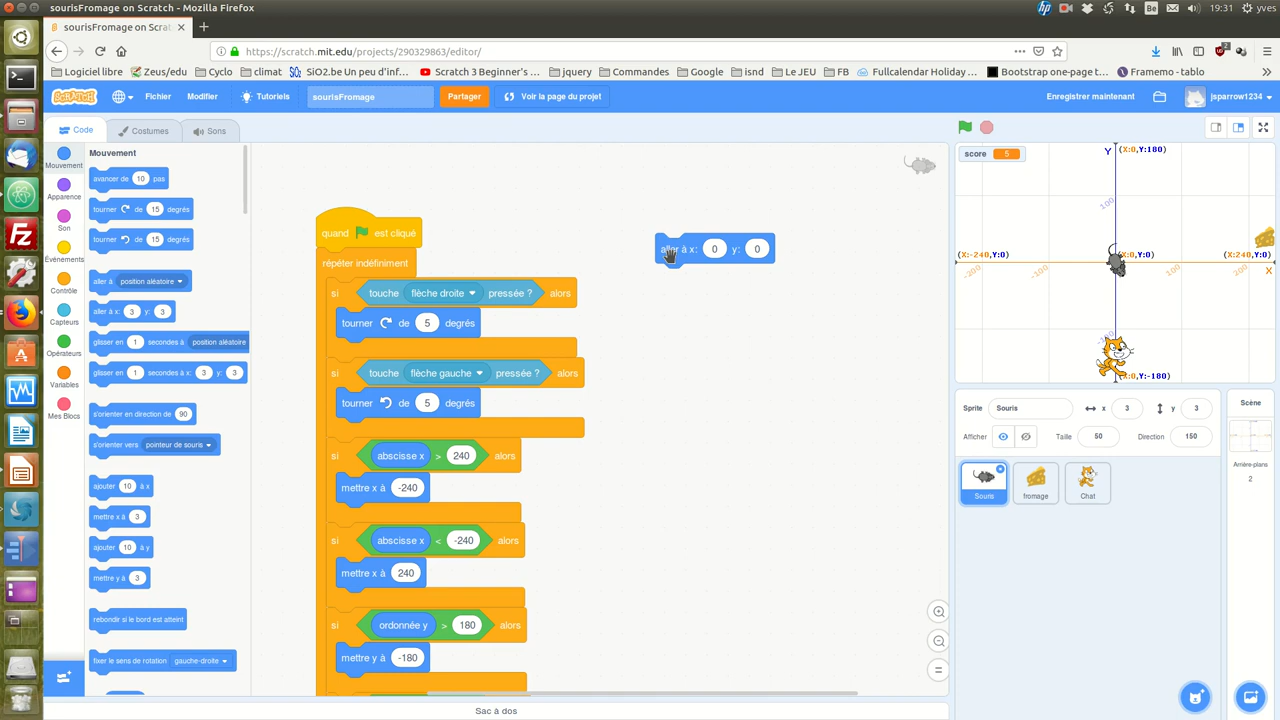 sourisFromage on Scratch - Mozilla Firefox
Be
19:31
yves
sourisFromage on Scrat
https://scratch.mit.edu/projects/290329863/editor/
2
Logiciel libre
Zeus/edu
Cyclo
climat
SiO2.be Un peu d'inf...
Scratch 3 Beginner's ...
jquery
Commandes
Google
isnd
Le JEU
FB
Fullcalendar Holiday ...
Bootstrap one-page t...
Framemo - tablo
SCRATCH
Fichier
Modifier
Tutoriels
sourisFromage
Partager
Voir la page du projet
Enregistrer maintenant
jsparrow1234
Code
Costumes
Sons
Mouvement
Apparence
Son
Événements
Contrôle
Capteurs
Opérateurs
Variables
Mes Blocs
Mouvement
avancer de 10 pas
tourner de 15 degrés
tourner de 15 degrés
aller à position aléatoire
aller à x: 3 y: 3
glisser en 1 secondes à position aléatoire
glisser en 1 secondes à x: 3 y: 3
s'orienter en direction de 90
s'orienter vers pointeur de souris
ajouter 10 à x
mettre x à 3
ajouter 10 à y
mettre y à 3
rebondir si le bord est atteint
fixer le sens de rotation gauche-droite
quand est cliqué
répéter indéfiniment
si touche flèche droite pressée ? alors
tourner de 5 degrés
si touche flèche gauche pressée ? alors
tourner de 5 degrés
si abscisse x > 240 alors
mettre x à -240
si abscisse x < -240 alors
mettre x à 240
si ordonnée y > 180 alors
mettre y à -180
aller à x: 0 y: 0
Sac à dos
score 5
Y
(X:0,Y:180)
100
(X:-240,Y:0)
(X:0,Y:0)
(X:240,Y:0)
-200
-100
100
200
X
-100
(X:0,Y:-180)
Sprite Souris x 3 y 3
Afficher Taille 50 Direction 150
Souris
fromage
Chat
Scène
Arrière-plans
2